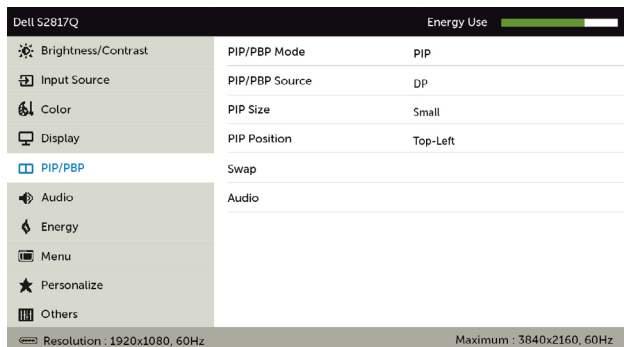 Dell S2817Q Energy Use
Brightness/Contrast PIP/PBP Mode PIP
Input Source PIP/PBP Source DP
Color PIP Size Small
Display PIP Position Top-Left
PIP/PBP Swap
Audio Audio
Energy
Menu
Personalize
Others
Resolution : 1920x1080, 60Hz Maximum : 3840x2160, 60Hz